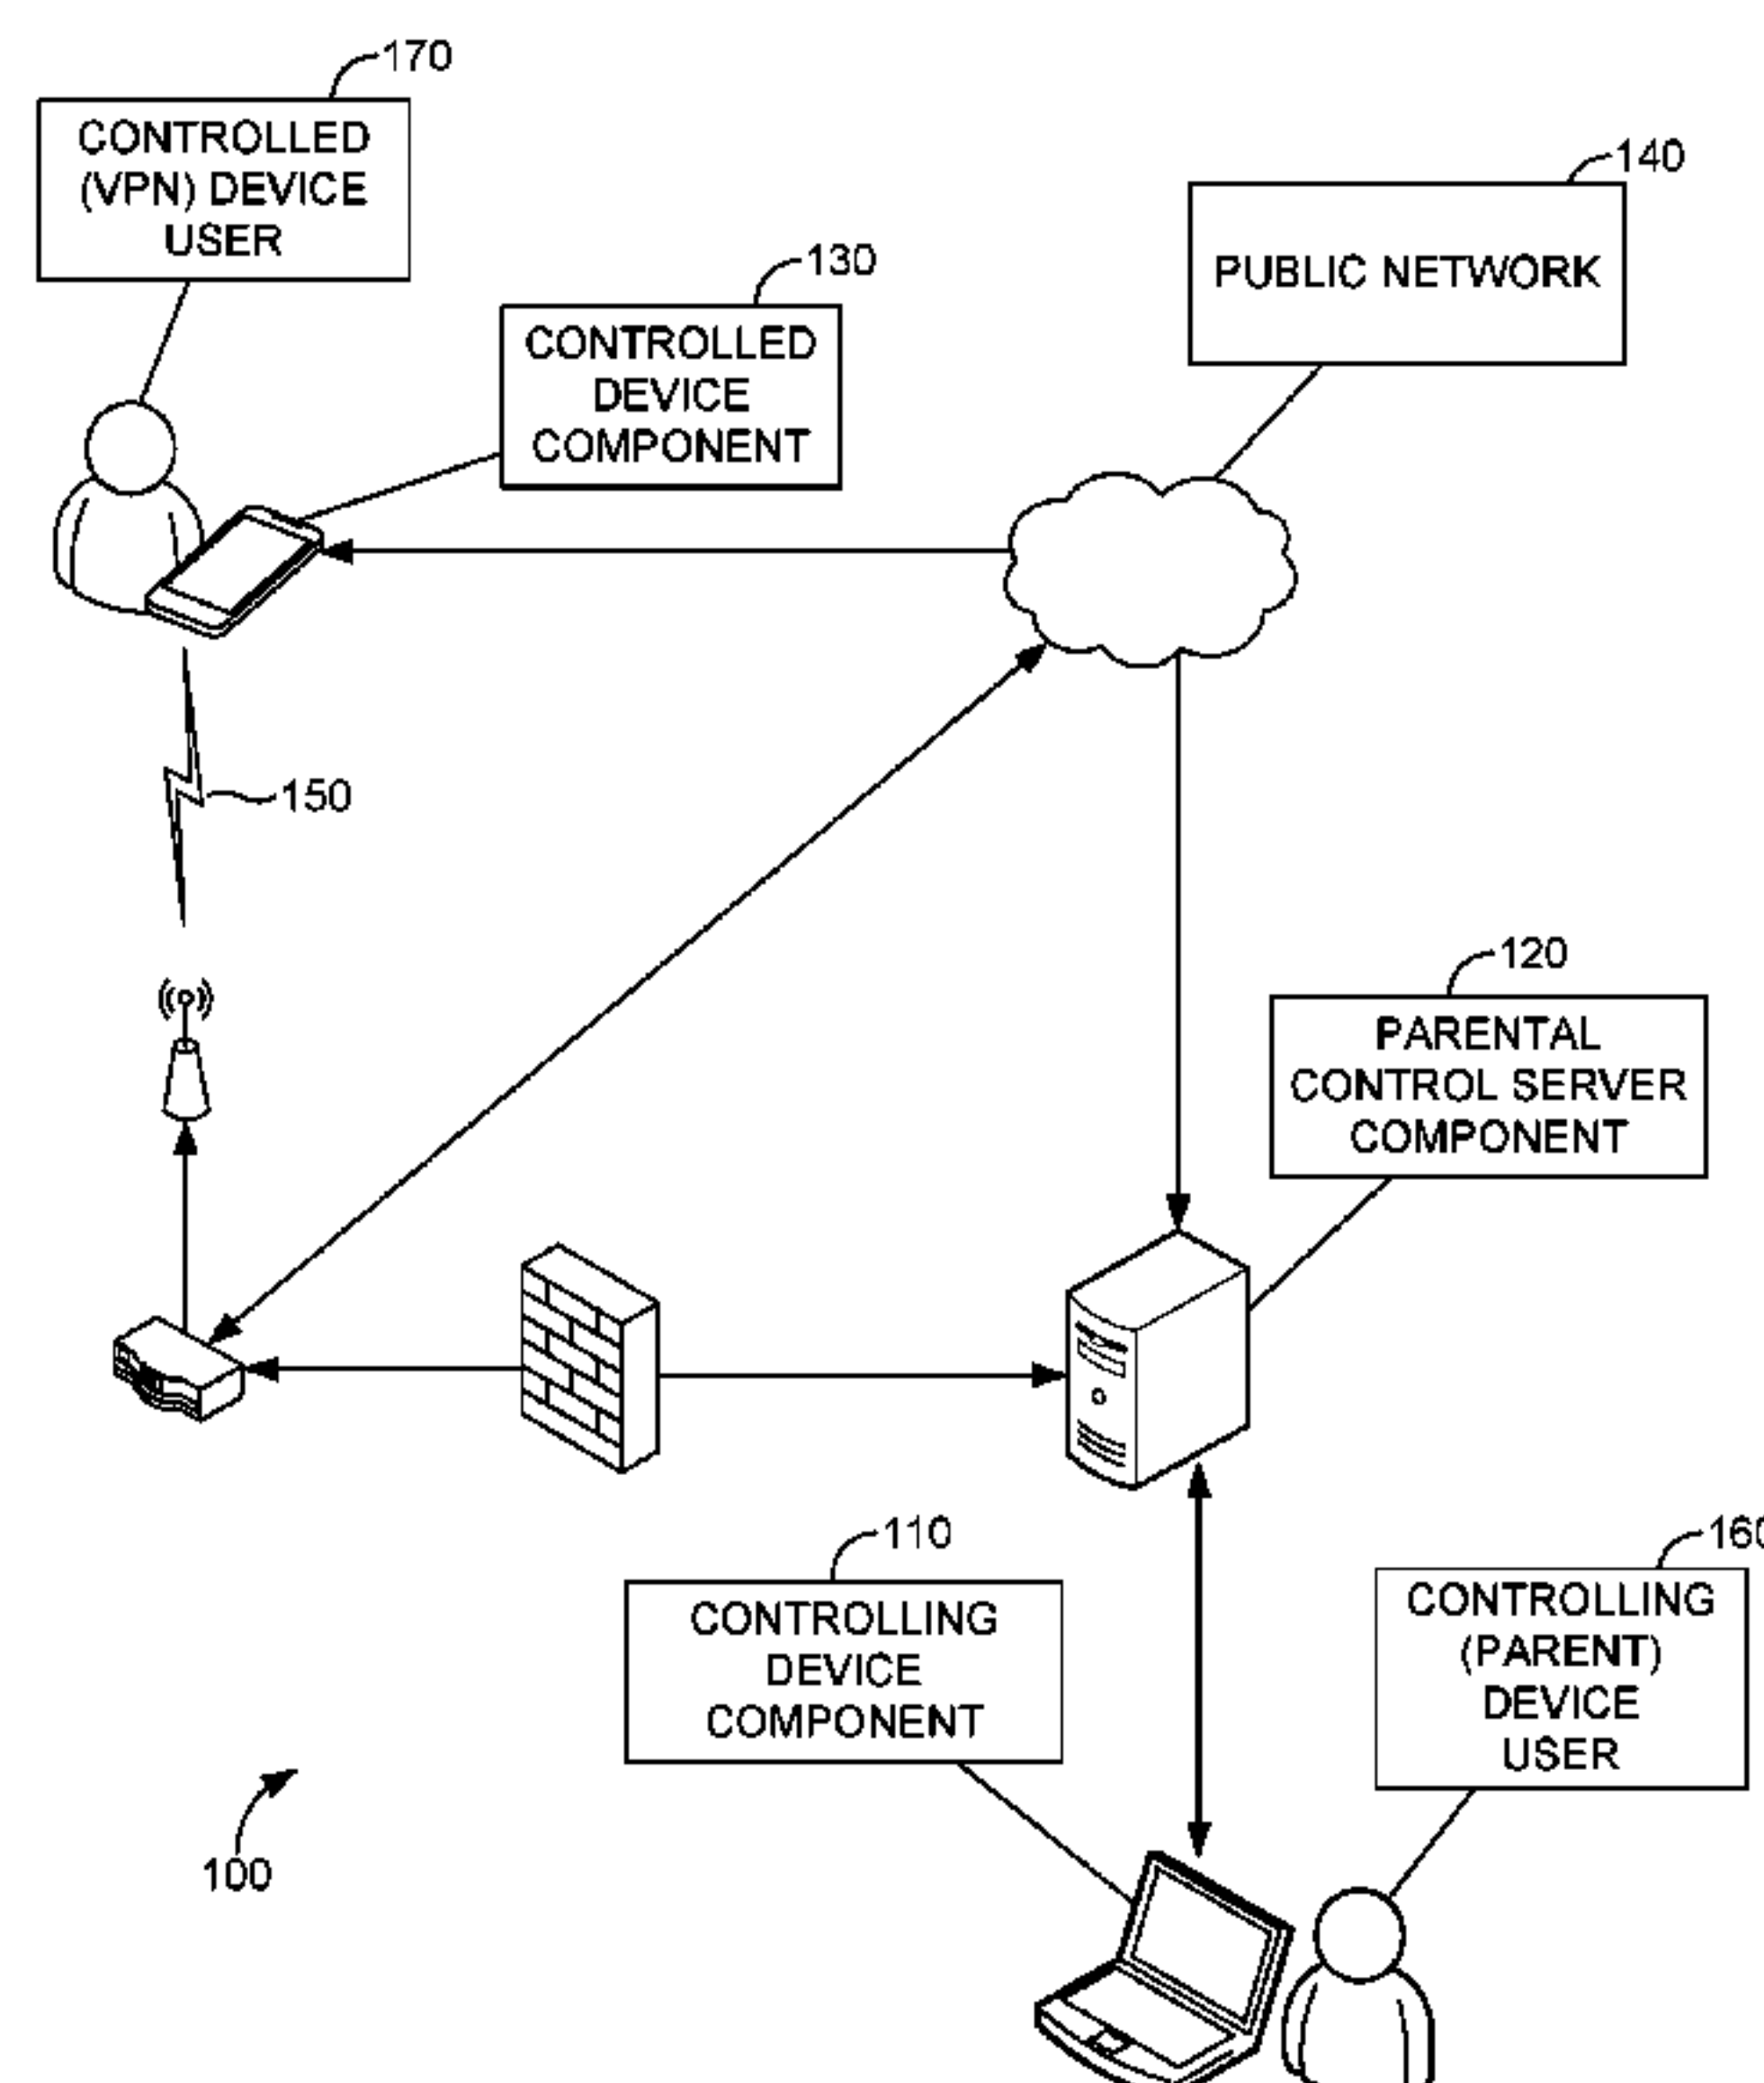 170
CONTROLLED
(VPN) DEVICE
USER
140
PUBLIC NETWORK
130
CONTROLLED
DEVICE
COMPONENT
150
120
PARENTAL
CONTROL SERVER
COMPONENT
110
CONTROLLING
DEVICE
COMPONENT
160
CONTROLLING
(PARENT)
DEVICE
USER
100